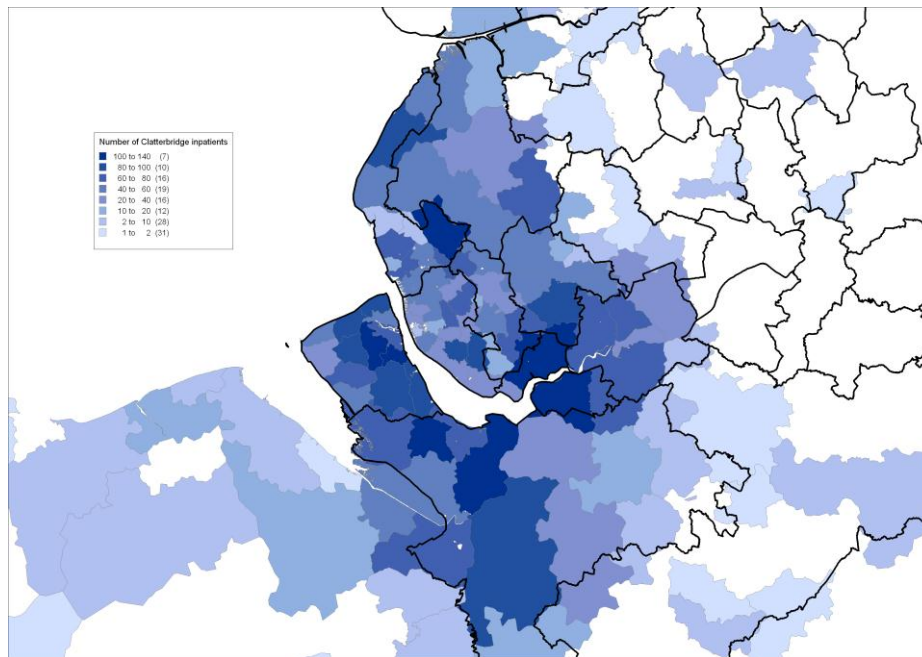 Number of Clatterbridge inpatients
100 to 140 (7)
80 to 100 (10)
60 to 80 (16)
40 to 60 (19)
20 to 40 (16)
10 to 20 (12)
2 to 10 (28)
1 to 2 (31)